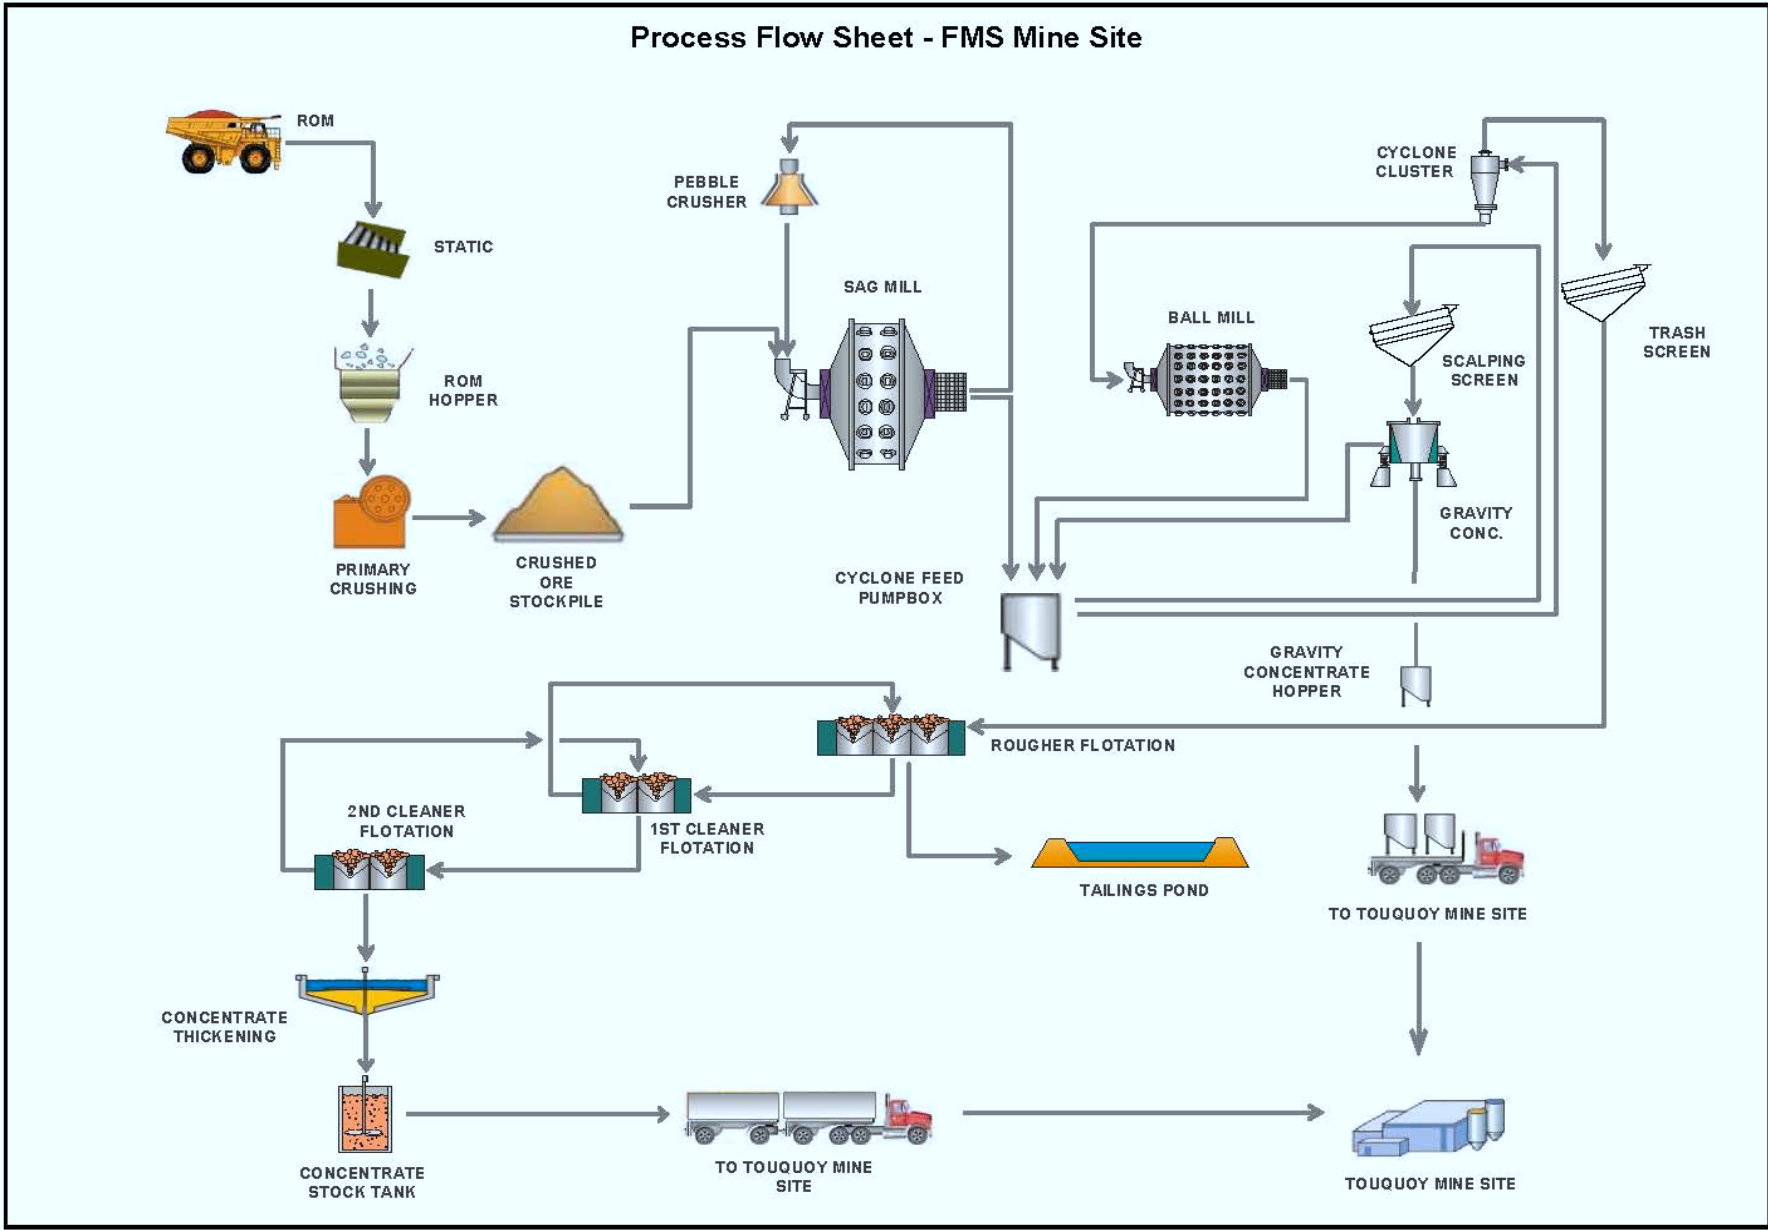 Process Flow Sheet - FMS Mine Site
ROM
STATIC
ROM
HOPPER
PRIMARY
CRUSHING
CRUSHED
ORE
STOCKPILE
PEBBLE
CRUSHER
SAG MILL
CYCLONE
CLUSTER
BALL MILL
SCALPING
SCREEN
TRASH
SCREEN
GRAVITY
CONC.
CYCLONE FEED
PUMPBOX
GRAVITY
CONCENTRATE
HOPPER
ROUGHER FLOTATION
1ST CLEANER
FLOTATION
2ND CLEANER
FLOTATION
TAILINGS POND
TO TOUQUOY MINE SITE
CONCENTRATE
THICKENING
CONCENTRATE
STOCK TANK
TO TOUQUOY MINE
SITE
TOUQUOY MINE SITE